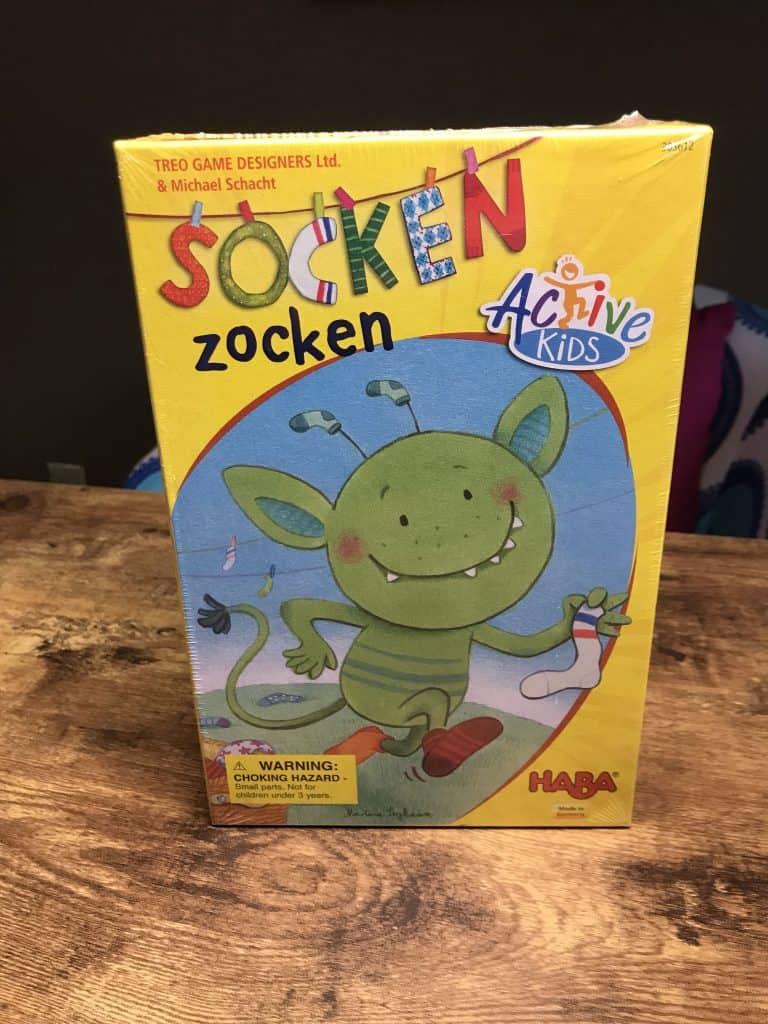 TREO GAME DESIGNERS Ltd.
& Michael Schacht
SOCKEN
zocken
Active
KiDS
WARNING:
CHOKING HAZARD -
Small parts. Not for
children under 3 years.
HABA®
Made in
Germany